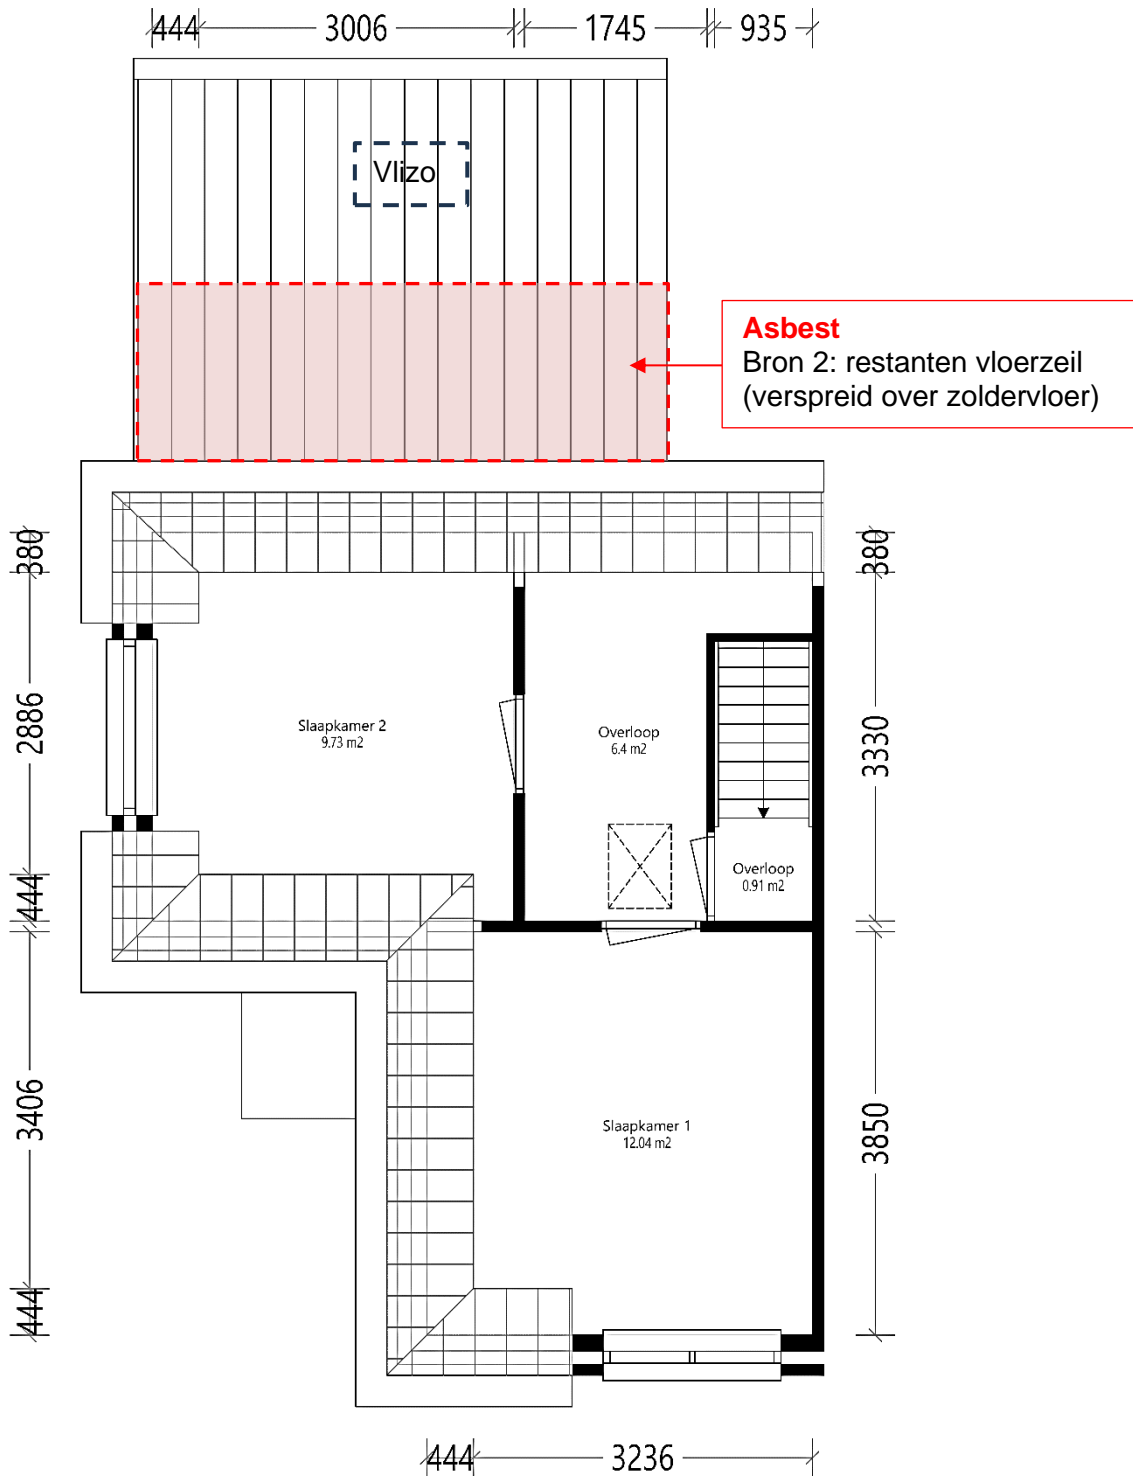 444 3006 1745 935
Vlizo
Asbest
Bron 2: restanten vloerzeil
(verspreid over zoldervloer)
380
380
2886
3330
Slaapkamer 2
9.73 m2
Overloop
6.4 m2
Overloop
0.91 m2
444
3406
3850
Slaapkamer 1
12.04 m2
444
444 3236